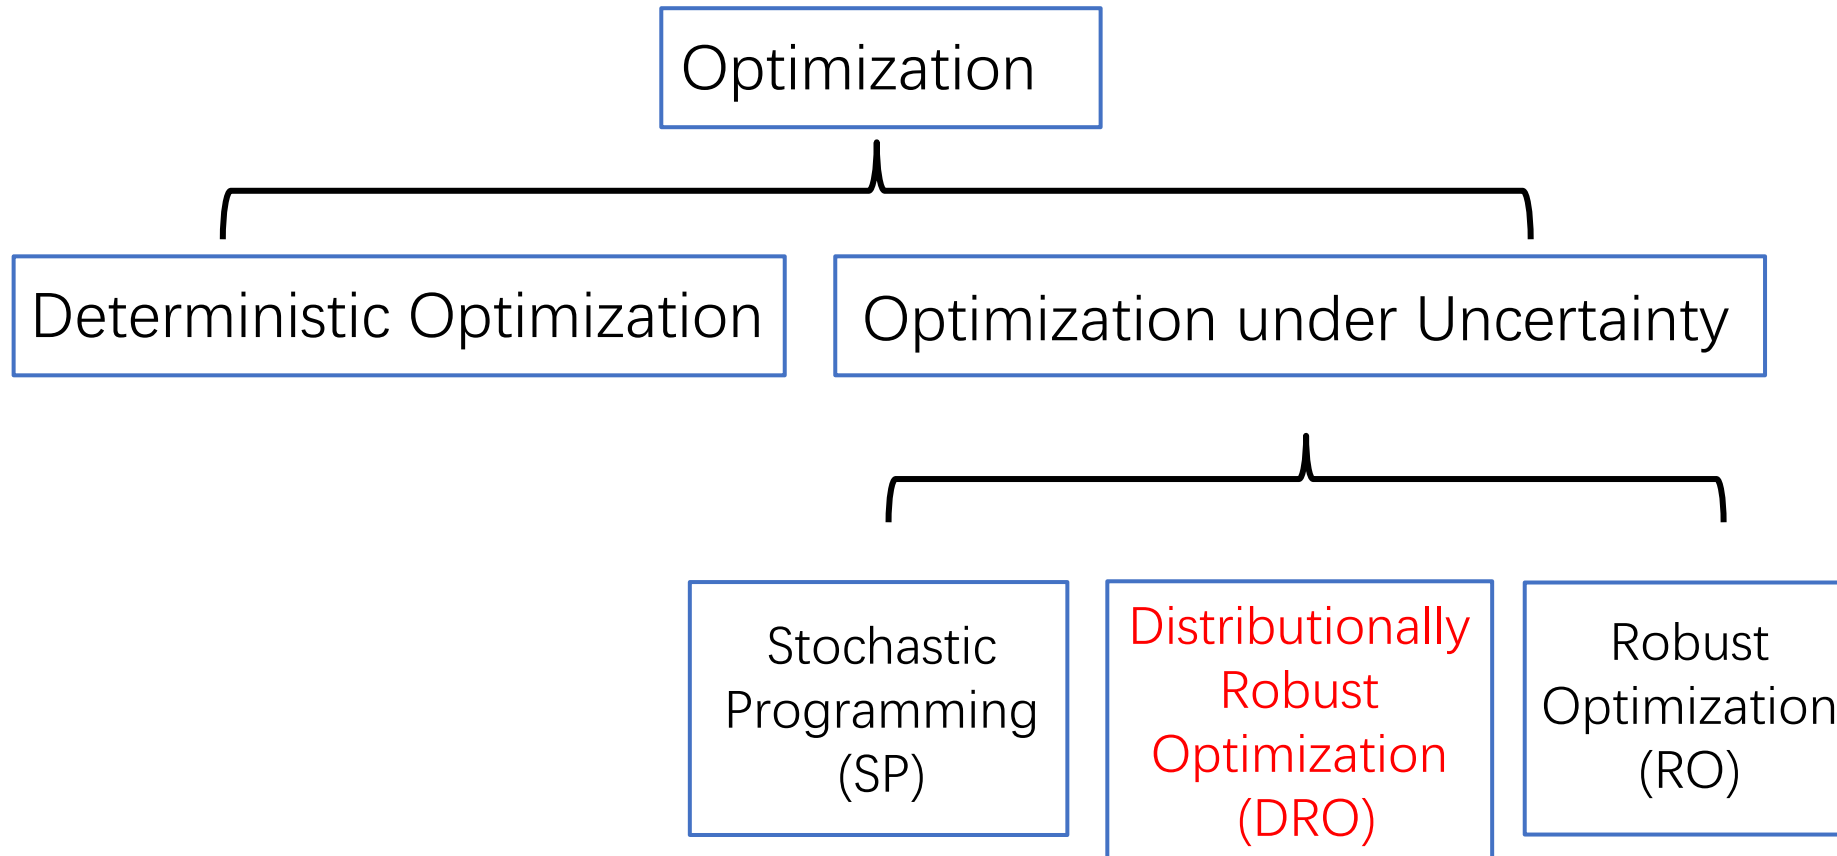 Optimization
Deterministic Optimization
Optimization under Uncertainty
Stochastic
Programming
(SP)
Distributionally
Robust
Optimization
(DRO)
Robust
Optimization
(RO)